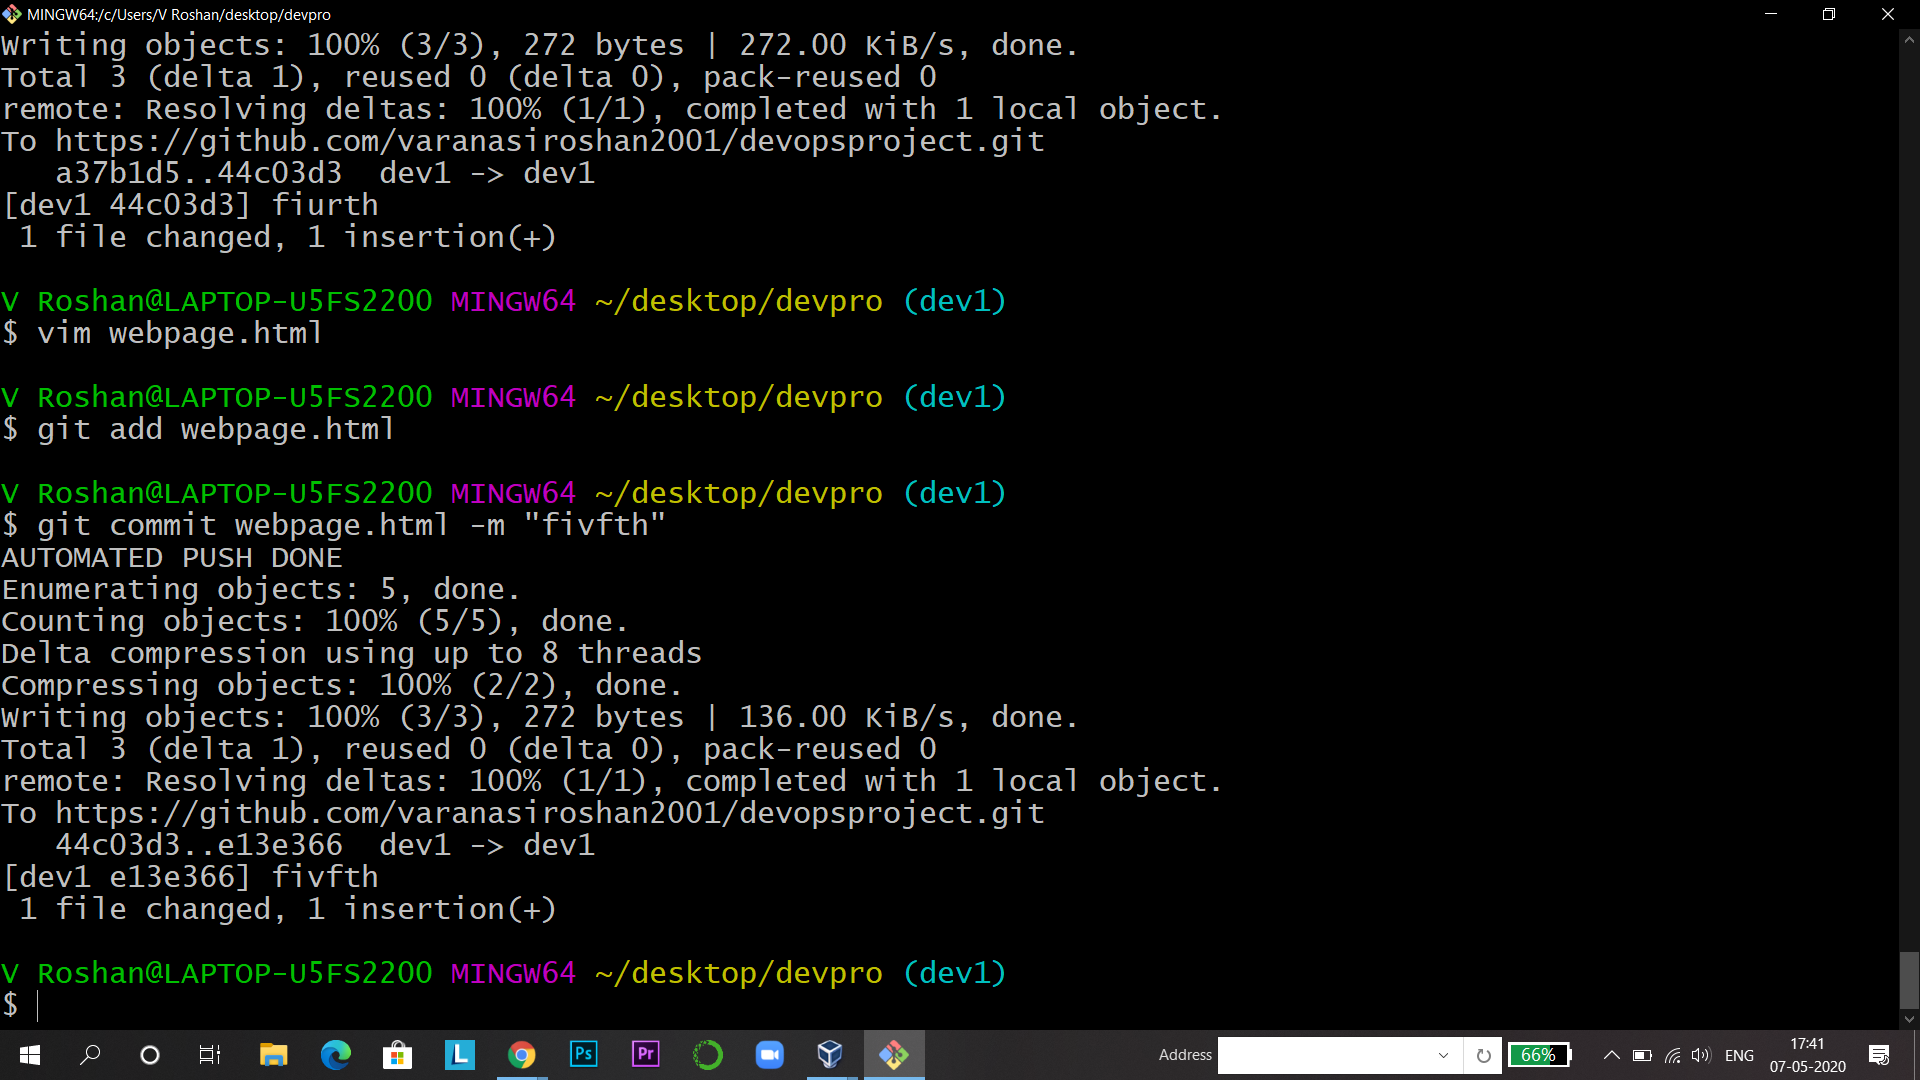 MINGW64:/c/Users/V Roshan/desktop/devpro
Writing objects: 100% (3/3), 272 bytes | 272.00 KiB/s, done.
Total 3 (delta 1), reused 0 (delta 0), pack-reused 0
remote: Resolving deltas: 100% (1/1), completed with 1 local object.
To https://github.com/varanasiroshan2001/devopsproject.git
   a37b1d5..44c03d3  dev1 -> dev1
[dev1 44c03d3] fiurth
 1 file changed, 1 insertion(+)
V Roshan@LAPTOP-U5FS2200 MINGW64 ~/desktop/devpro (dev1)
$ vim webpage.html
V Roshan@LAPTOP-U5FS2200 MINGW64 ~/desktop/devpro (dev1)
$ git add webpage.html
V Roshan@LAPTOP-U5FS2200 MINGW64 ~/desktop/devpro (dev1)
$ git commit webpage.html -m "fivfth"
AUTOMATED PUSH DONE
Enumerating objects: 5, done.
Counting objects: 100% (5/5), done.
Delta compression using up to 8 threads
Compressing objects: 100% (2/2), done.
Writing objects: 100% (3/3), 272 bytes | 136.00 KiB/s, done.
Total 3 (delta 1), reused 0 (delta 0), pack-reused 0
remote: Resolving deltas: 100% (1/1), completed with 1 local object.
To https://github.com/varanasiroshan2001/devopsproject.git
   44c03d3..e13e366  dev1 -> dev1
[dev1 e13e366] fivfth
 1 file changed, 1 insertion(+)
V Roshan@LAPTOP-U5FS2200 MINGW64 ~/desktop/devpro (dev1)
$
L Ps Pr Address 66% ENG 17:41
07-05-2020